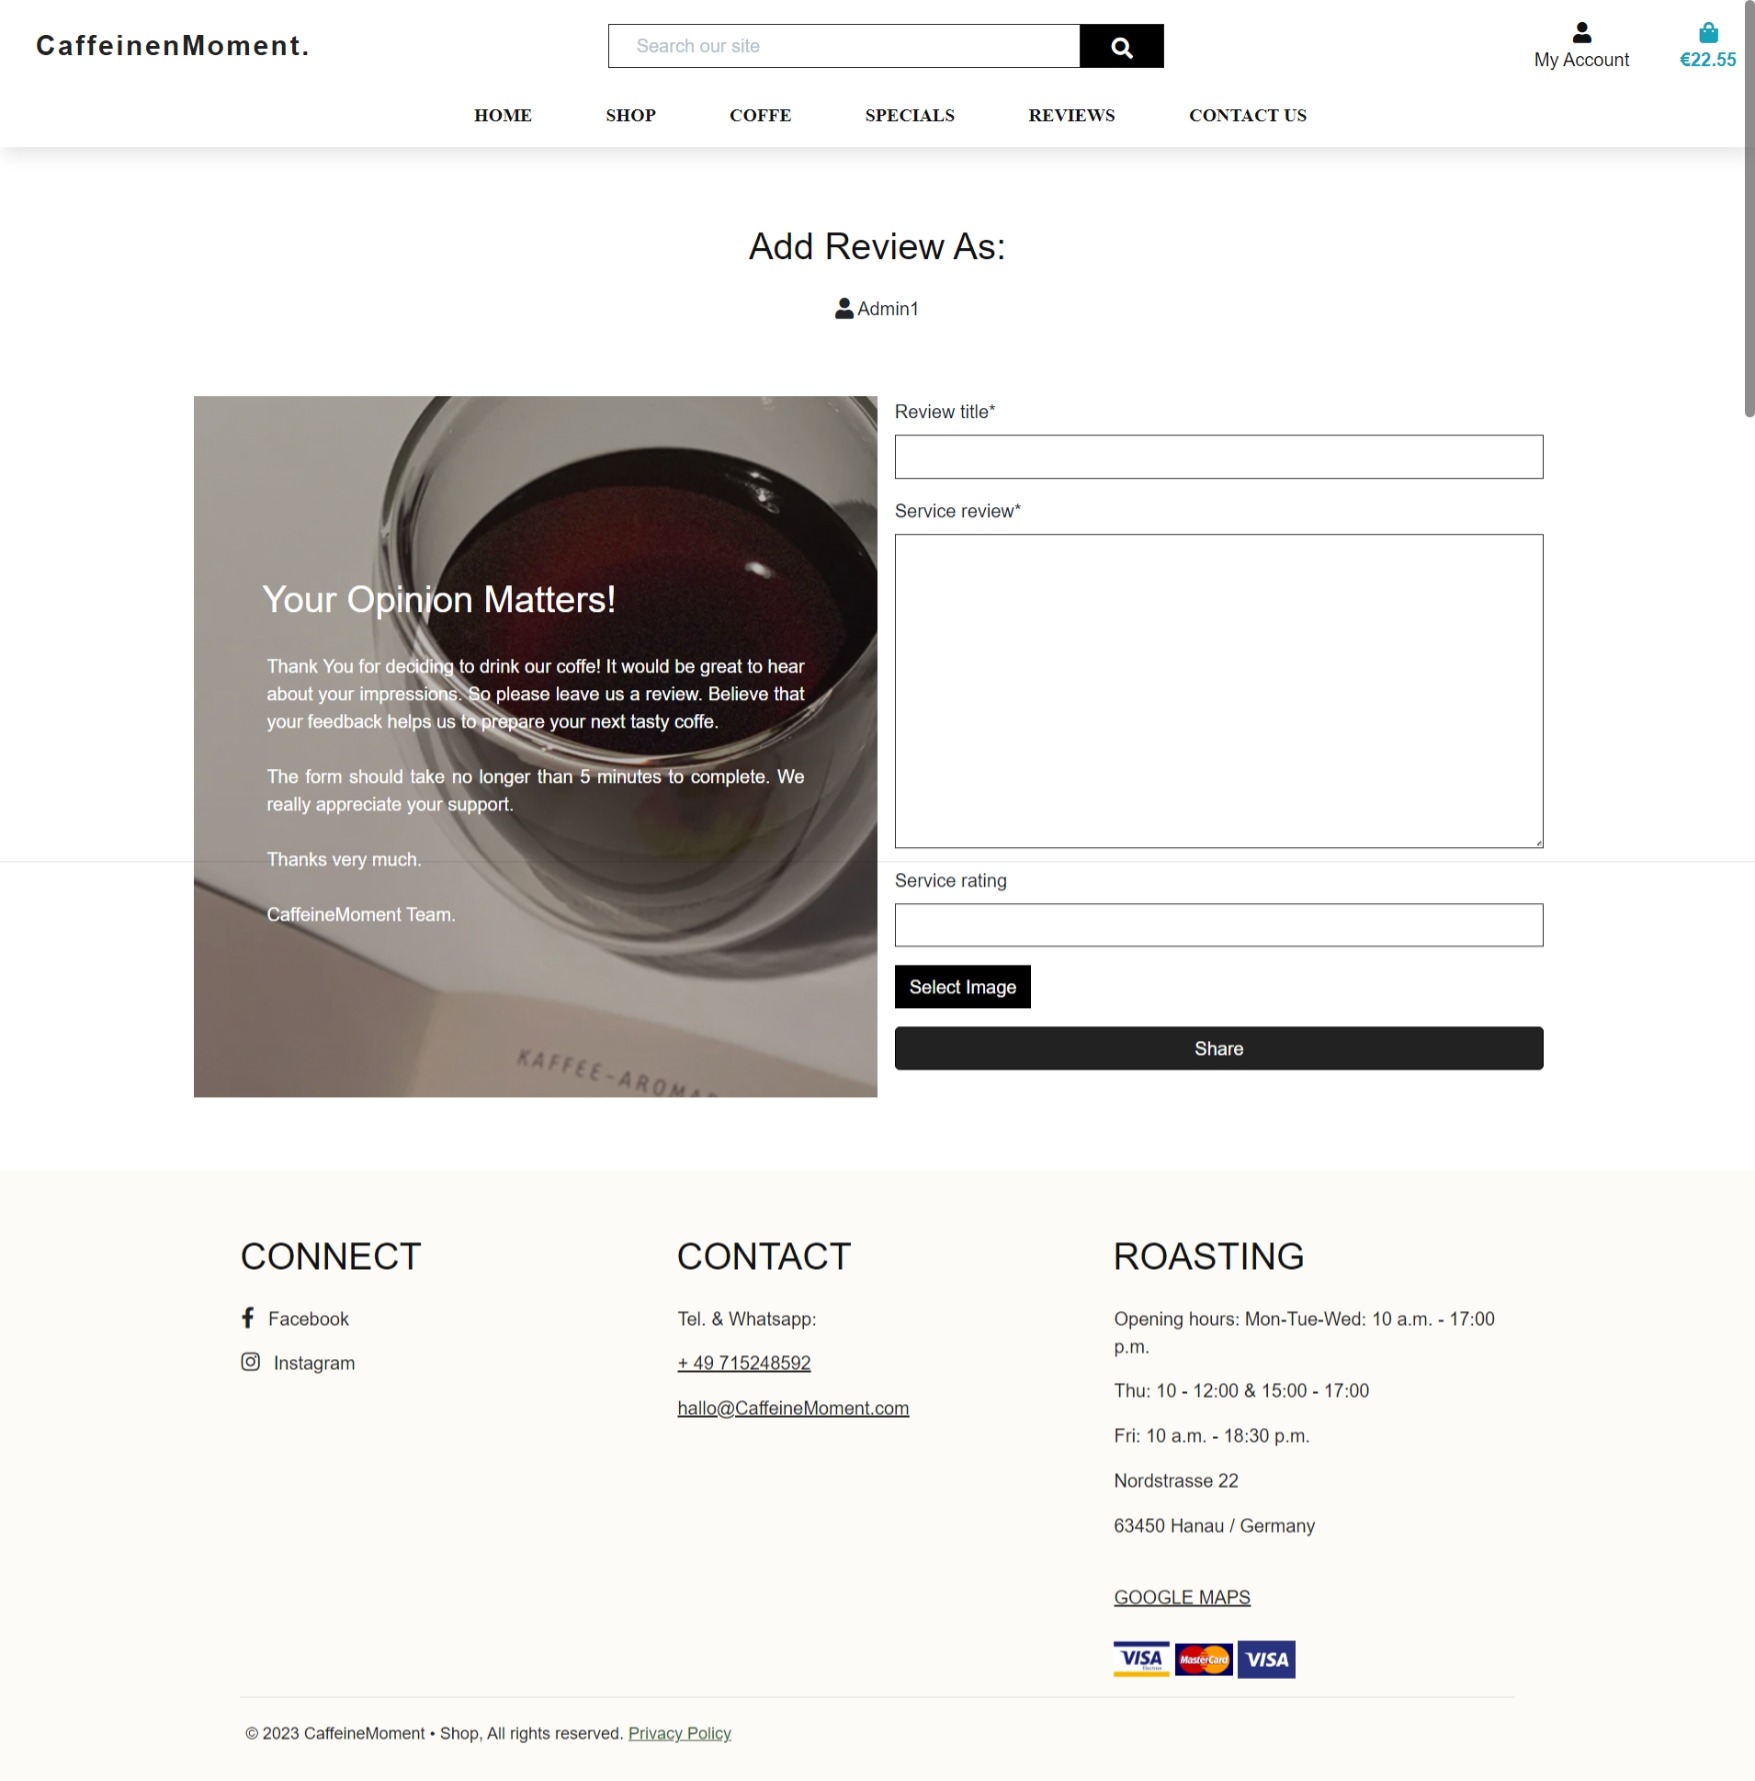 CaffeinenMoment.
Search our site
My Account
€22.55
HOME SHOP COFFE SPECIALS REVIEWS CONTACT US
Add Review As:
Admin1
Your Opinion Matters!
Thank You for deciding to drink our coffe! It would be great to hear
about your impressions. So please leave us a review. Believe that
your feedback helps us to prepare your next tasty coffe.
The form should take no longer than 5 minutes to complete. We
really appreciate your support.
Thanks very much.
CaffeineMoment Team.
Review title*
Service review*
Service rating
Select Image
Share
CONNECT
Facebook
Instagram
CONTACT
Tel. & Whatsapp:
+ 49 715248592
hallo@CaffeineMoment.com
ROASTING
Opening hours: Mon-Tue-Wed: 10 a.m. - 17:00
p.m.
Thu: 10 - 12:00 & 15:00 - 17:00
Fri: 10 a.m. - 18:30 p.m.
Nordstrasse 22
63450 Hanau / Germany
GOOGLE MAPS
VISA MasterCard VISA
© 2023 CaffeineMoment • Shop, All rights reserved. Privacy Policy